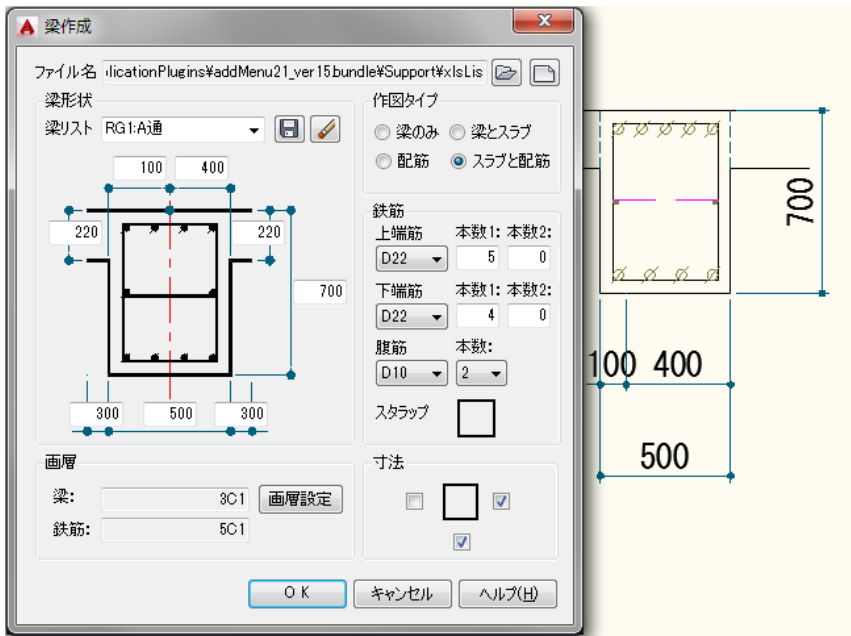 梁作成
ファイル名 licationPlugins¥addMenu21_ver15.bundle¥Support¥xlsLis
梁形状
梁リスト RG1:A通
100 400
220 220
700
300 500 300
作図タイプ
梁のみ 梁とスラブ
配筋 スラブと配筋
鉄筋
上端筋 本数1: 本数2:
D22 5 0
下端筋 本数1: 本数2:
D22 4 0
腹筋 本数:
D10 2
スタラップ
画層
梁: 3C1 画層設定
鉄筋: 5C1
寸法
OK キャンセル ヘルプ(H)
700
100 400
500